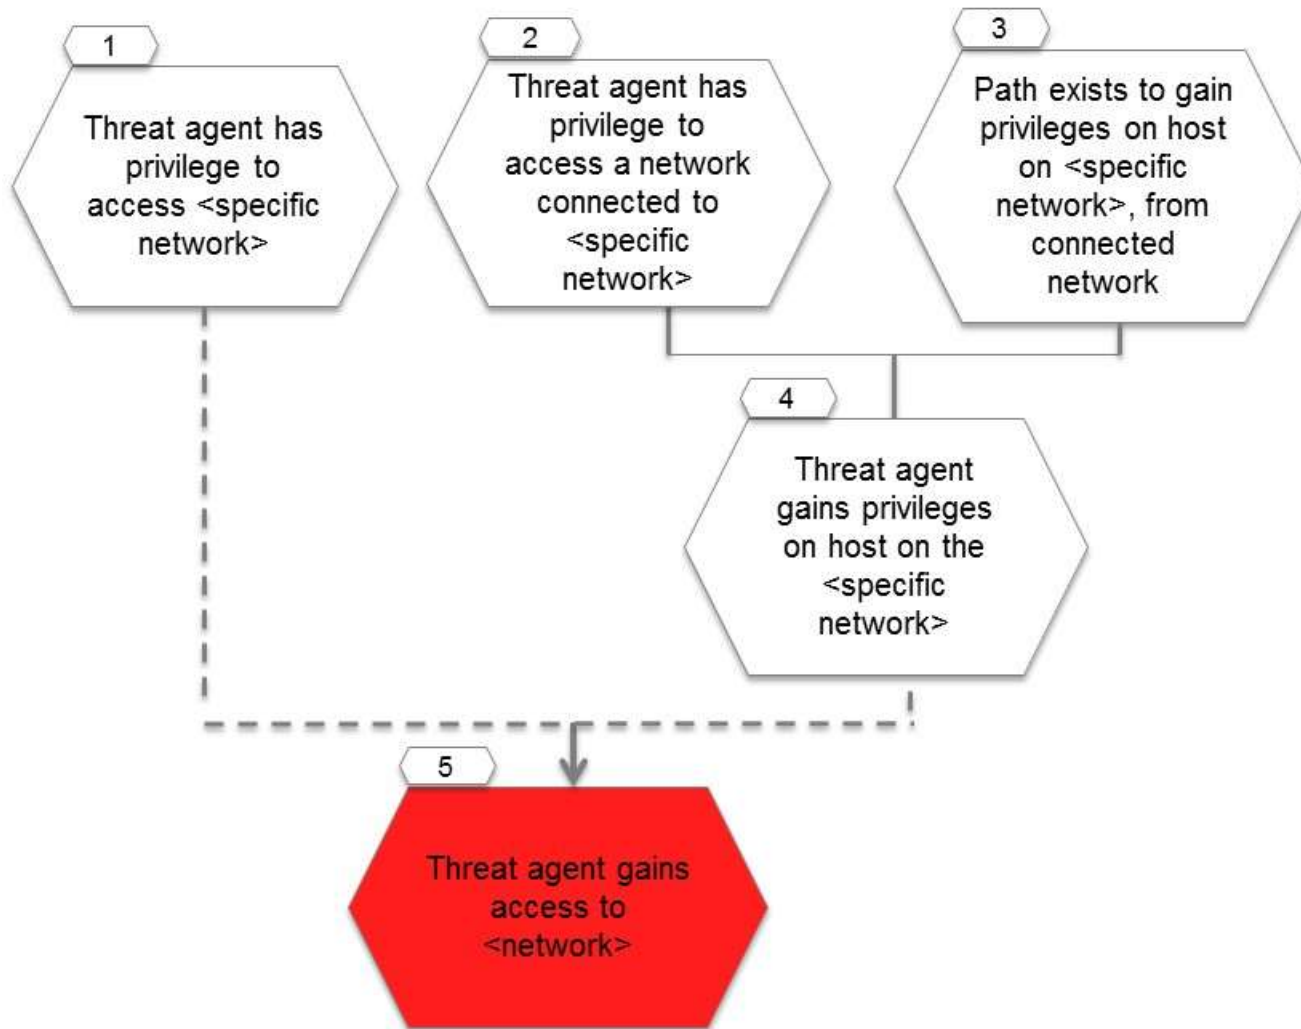 1
Threat agent has
privilege to
access <specific
network>
2
Threat agent has
privilege to
access a network
connected to
<specific
network>
3
Path exists to gain
privileges on host
on <specific
network>, from
connected
network
4
Threat agent
gains privileges
on host on the
<specific
network>
5
Threat agent gains
access to
<network>